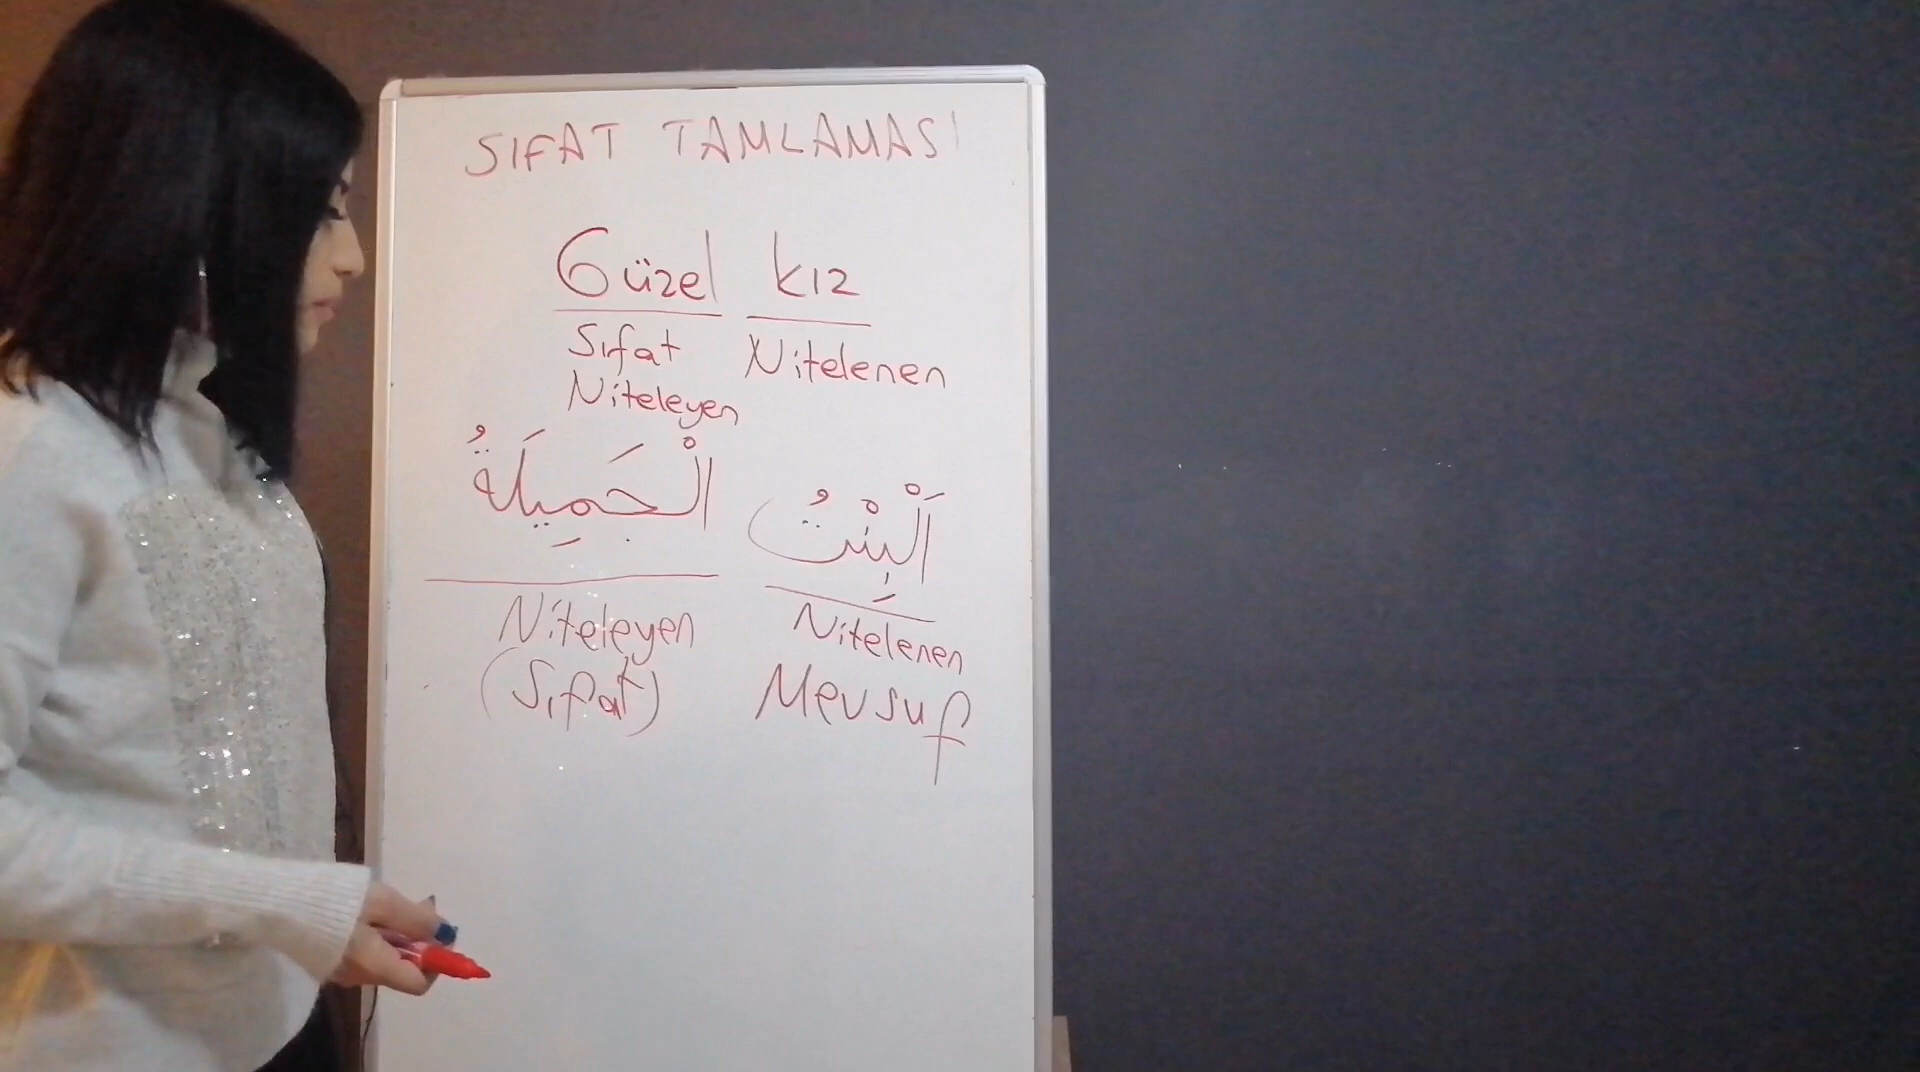 SIFAT TAMLAMASI
Güzel kız
Sıfat Nitelenen
Niteleyen
اَلْبِنْتُ الْجَمِيلَةُ
Niteleyen Nitelenen
(Sıfat) Mevsuf